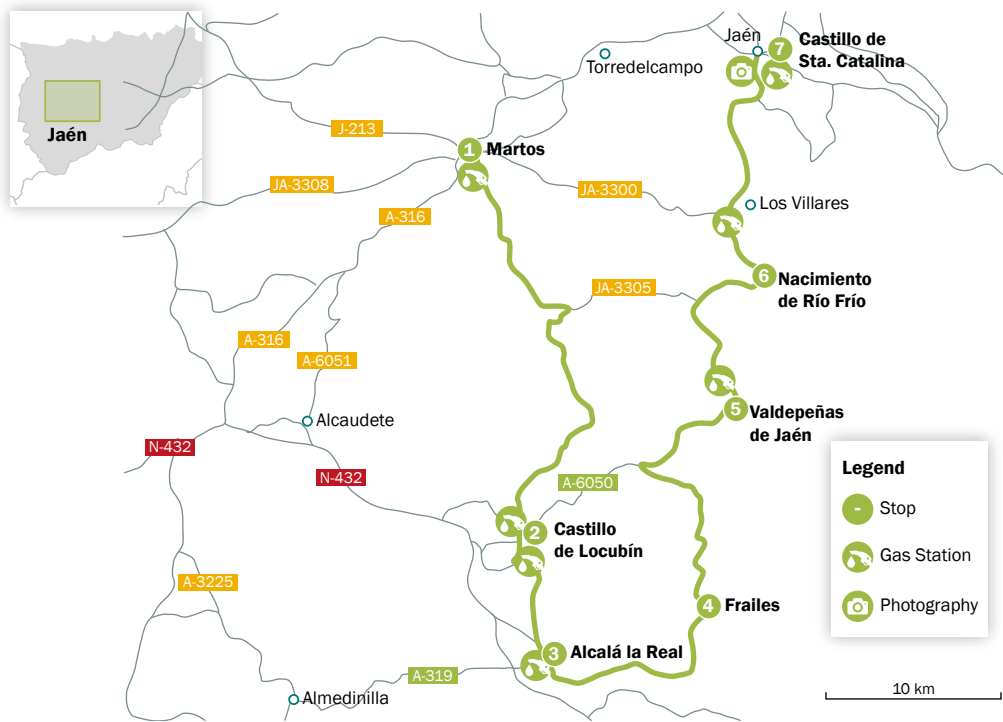 Jaén
Jaén
7
Castillo de
Sta. Catalina
Torredelcampo
J-213
1
Martos
JA-3308
JA-3300
A-316
Los Villares
6
Nacimiento
de Río Frío
JA-3305
A-316
A-6051
5
Valdepeñas
de Jaén
Alcaudete
N-432
N-432
A-6050
2
Castillo
de Locubín
A-3225
4
Frailes
3
Alcalá la Real
A-319
Almedinilla
Legend
- Stop
Gas Station
Photography
10 km